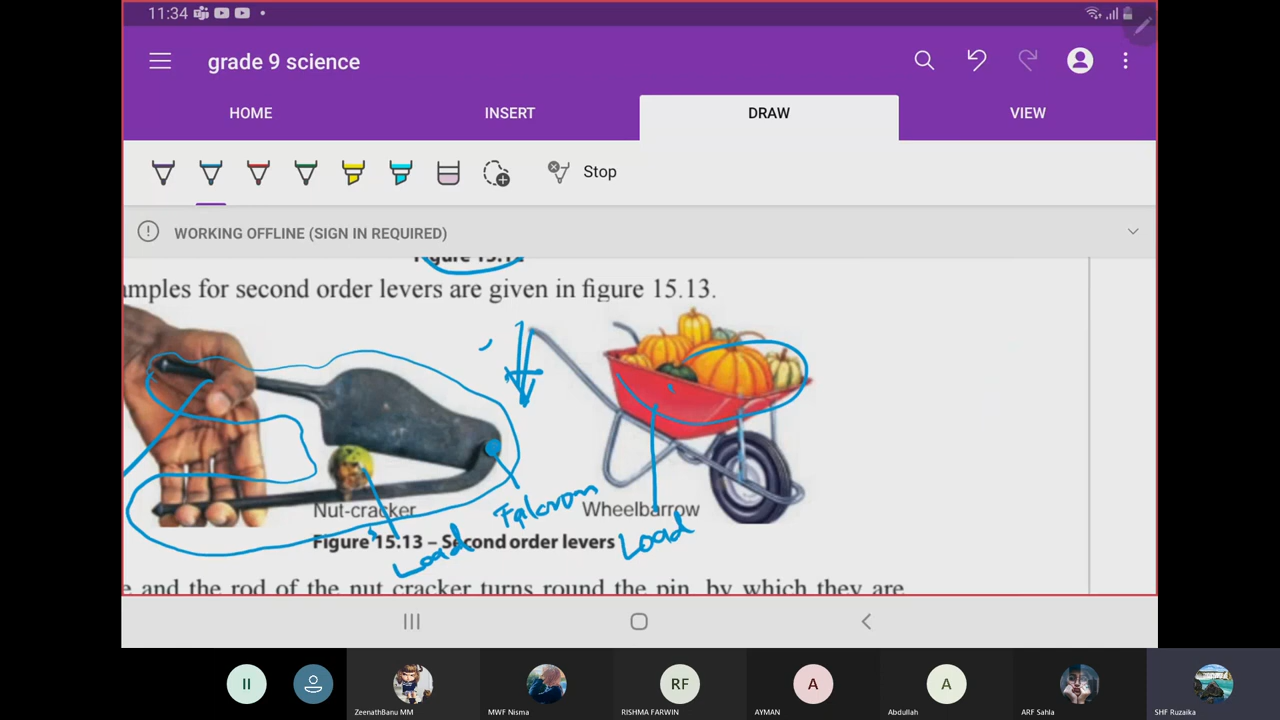 11:34
grade 9 science
HOME INSERT DRAW VIEW
Stop
WORKING OFFLINE (SIGN IN REQUIRED)
amples for second order levers are given in figure 15.13.
Falcrom
Nut-cracker
Wheelbarrow
Load
Load
Figure 15.13 – Second order levers
e and the rod of the nut cracker turns round the pin, by which they are
II
RF
A
A
ZeenathBanu MM
MWF Nisma
RISHMA FARWIN
AYMAN
Abdullah
ARF Sahla
SHF Ruzaika